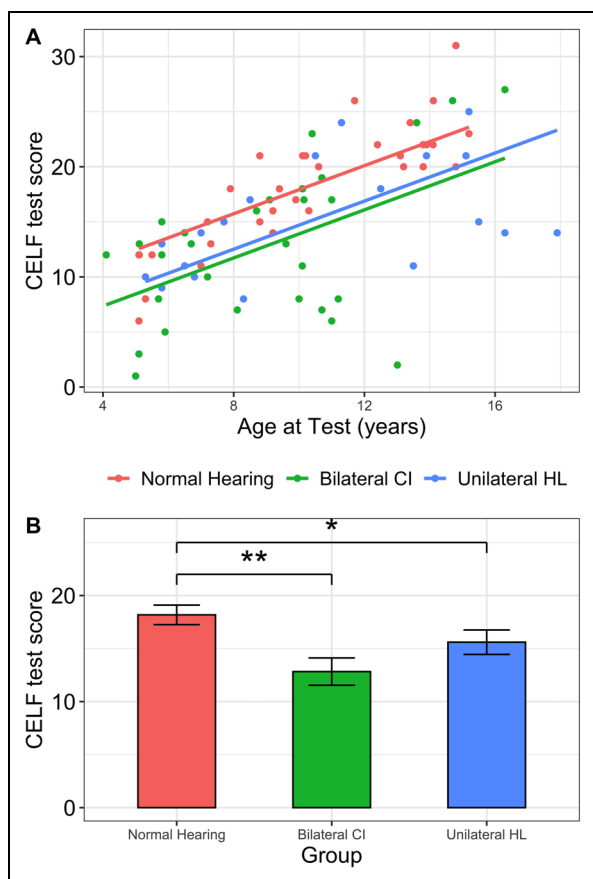 A
30
20
10
0
CELF test score
4 8 12 16
Age at Test (years)
Normal Hearing Bilateral CI Unilateral HL
B
*
**
20
10
0
CELF test score
Normal Hearing Bilateral CI Unilateral HL
Group